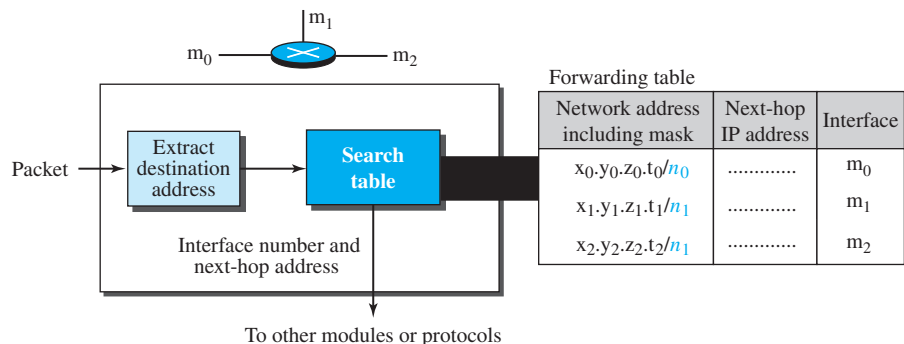 m₁
m₀
m₂
Forwarding table
Network address including mask
Next-hop IP address
Interface
Packet
Extract destination address
Search table
x₀.y₀.z₀.t₀/n₀ ............ m₀
x₁.y₁.z₁.t₁/n₁ ............ m₁
x₂.y₂.z₂.t₂/n₁ ............ m₂
Interface number and
next-hop address
To other modules or protocols